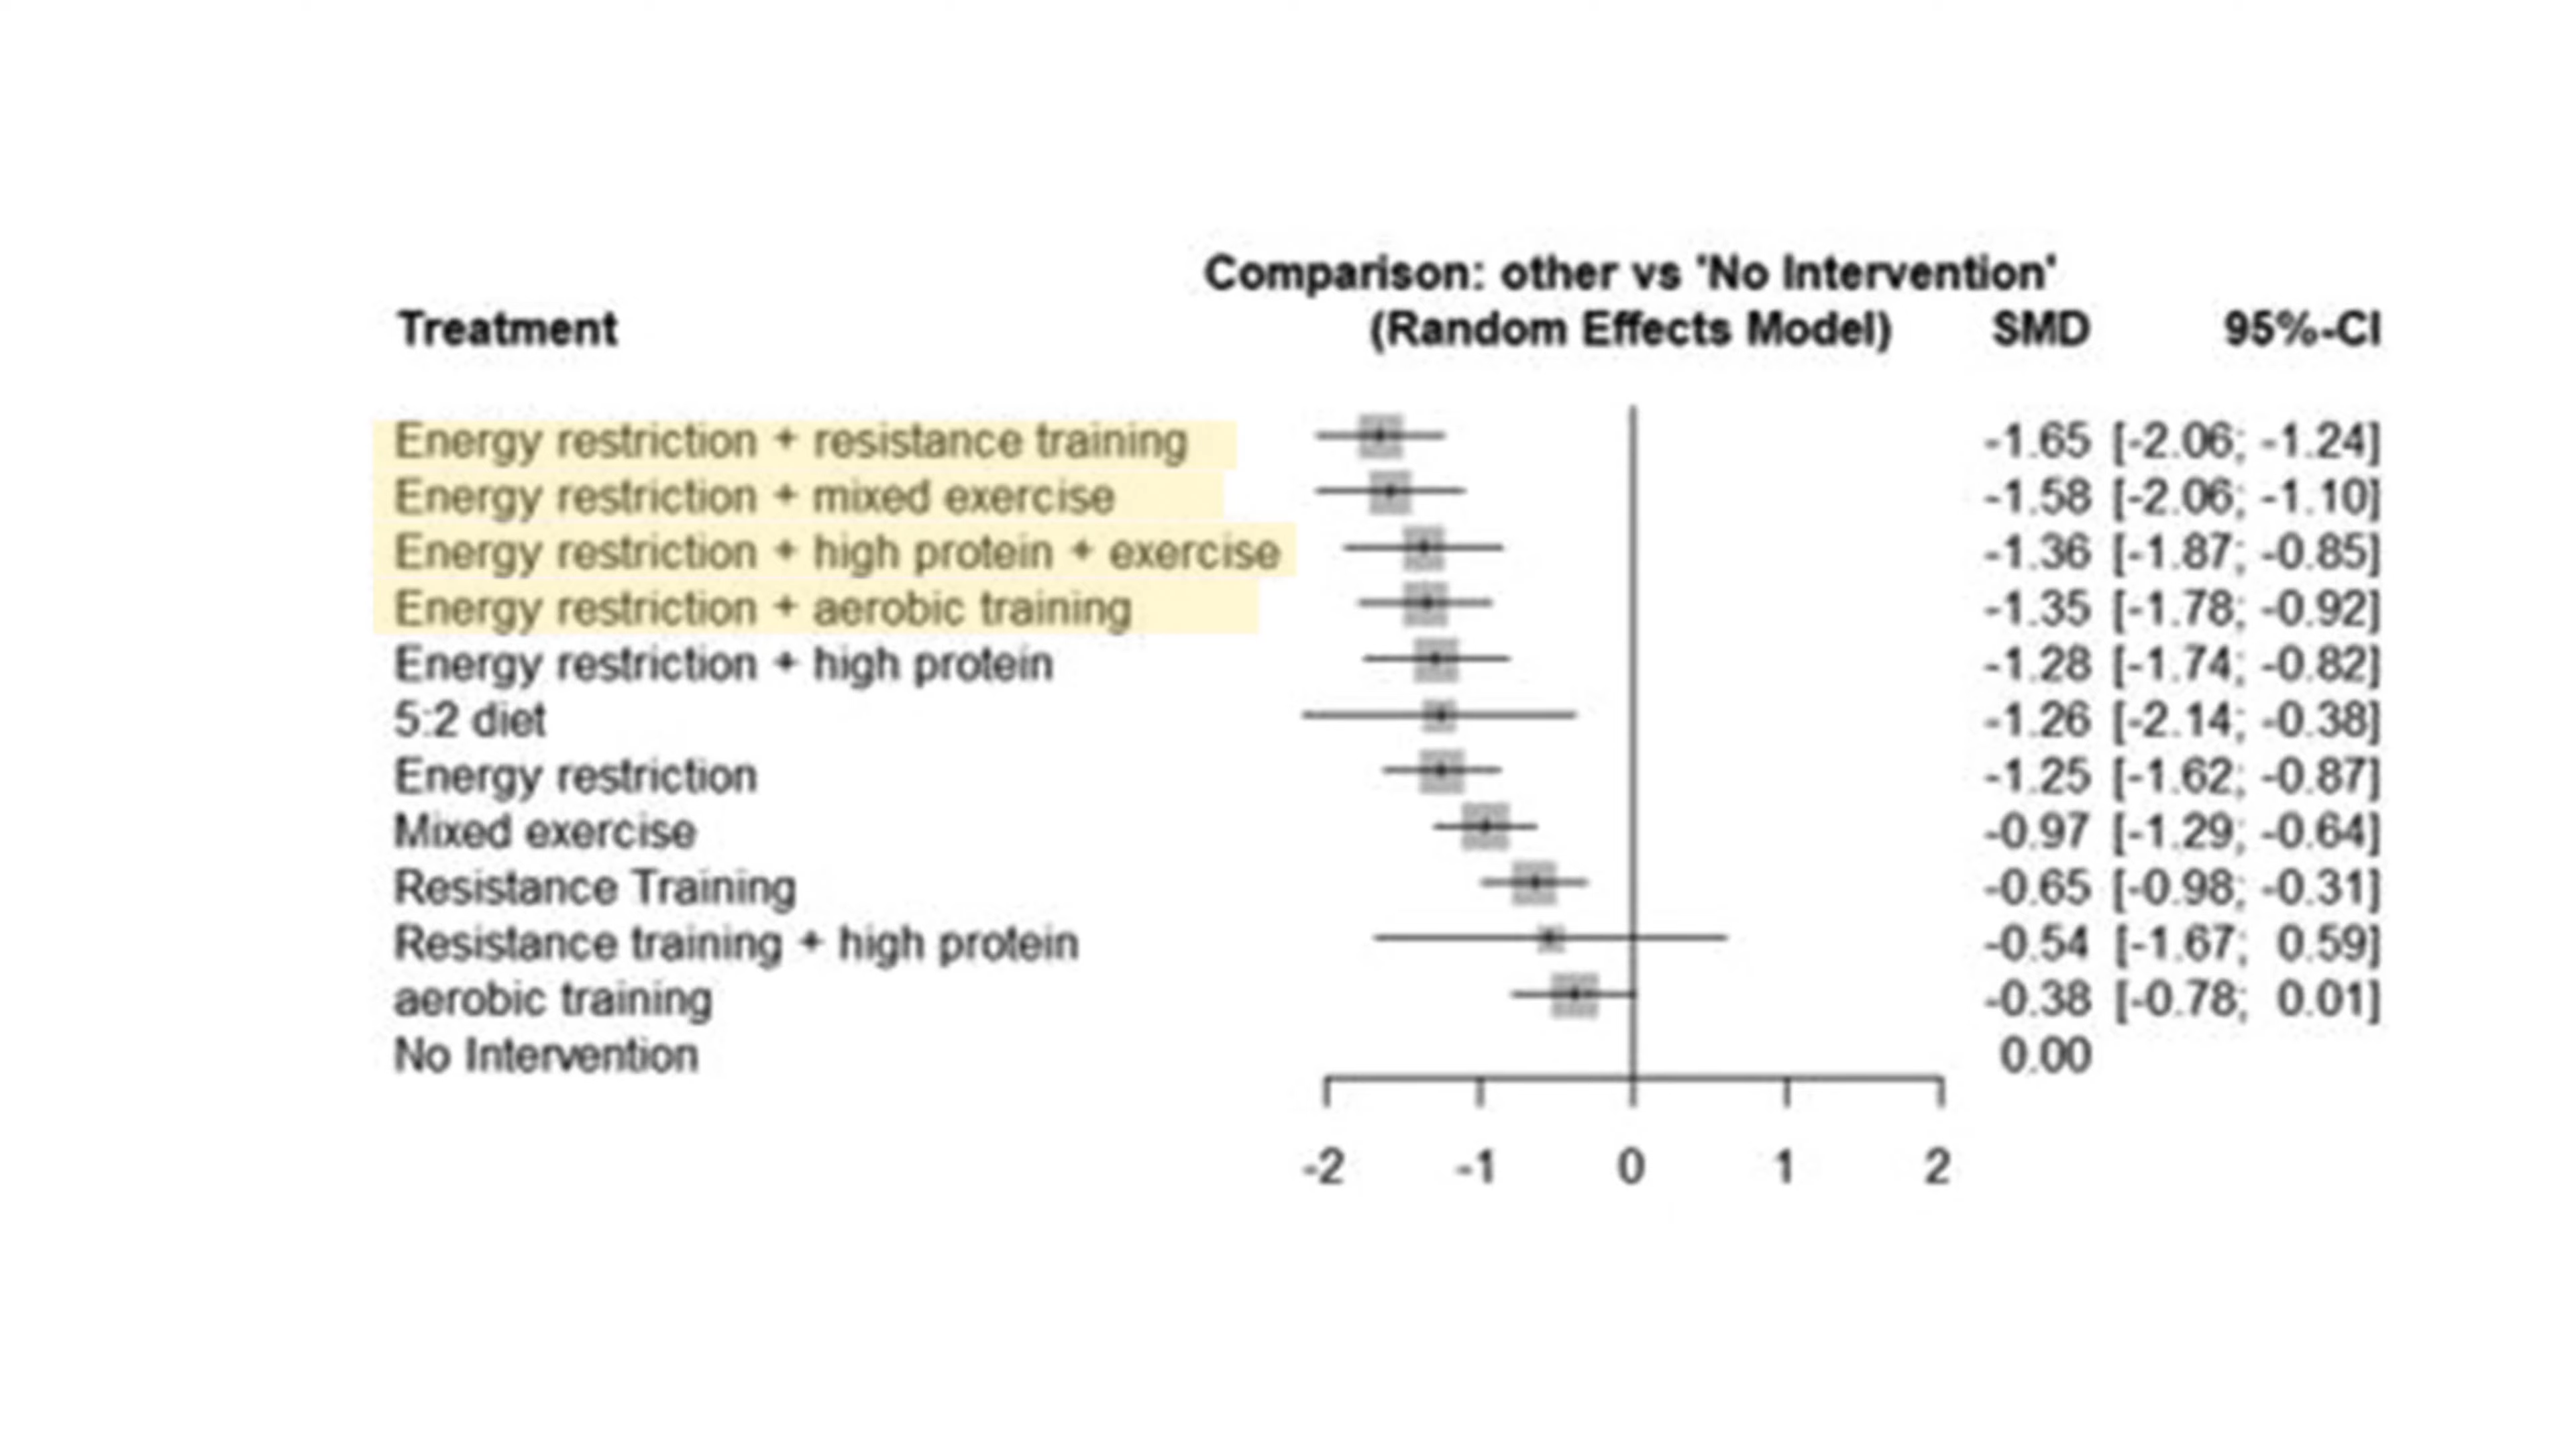 Comparison: other vs 'No Intervention'
Treatment (Random Effects Model) SMD 95%-CI
Energy restriction + resistance training -1.65 [-2.06; -1.24]
Energy restriction + mixed exercise -1.58 [-2.06; -1.10]
Energy restriction + high protein + exercise -1.36 [-1.87; -0.85]
Energy restriction + aerobic training -1.35 [-1.78; -0.92]
Energy restriction + high protein -1.28 [-1.74; -0.82]
5:2 diet -1.26 [-2.14; -0.38]
Energy restriction -1.25 [-1.62; -0.87]
Mixed exercise -0.97 [-1.29; -0.64]
Resistance Training -0.65 [-0.98; -0.31]
Resistance training + high protein -0.54 [-1.67; 0.59]
aerobic training -0.38 [-0.78; 0.01]
No Intervention 0.00
-2 -1 0 1 2